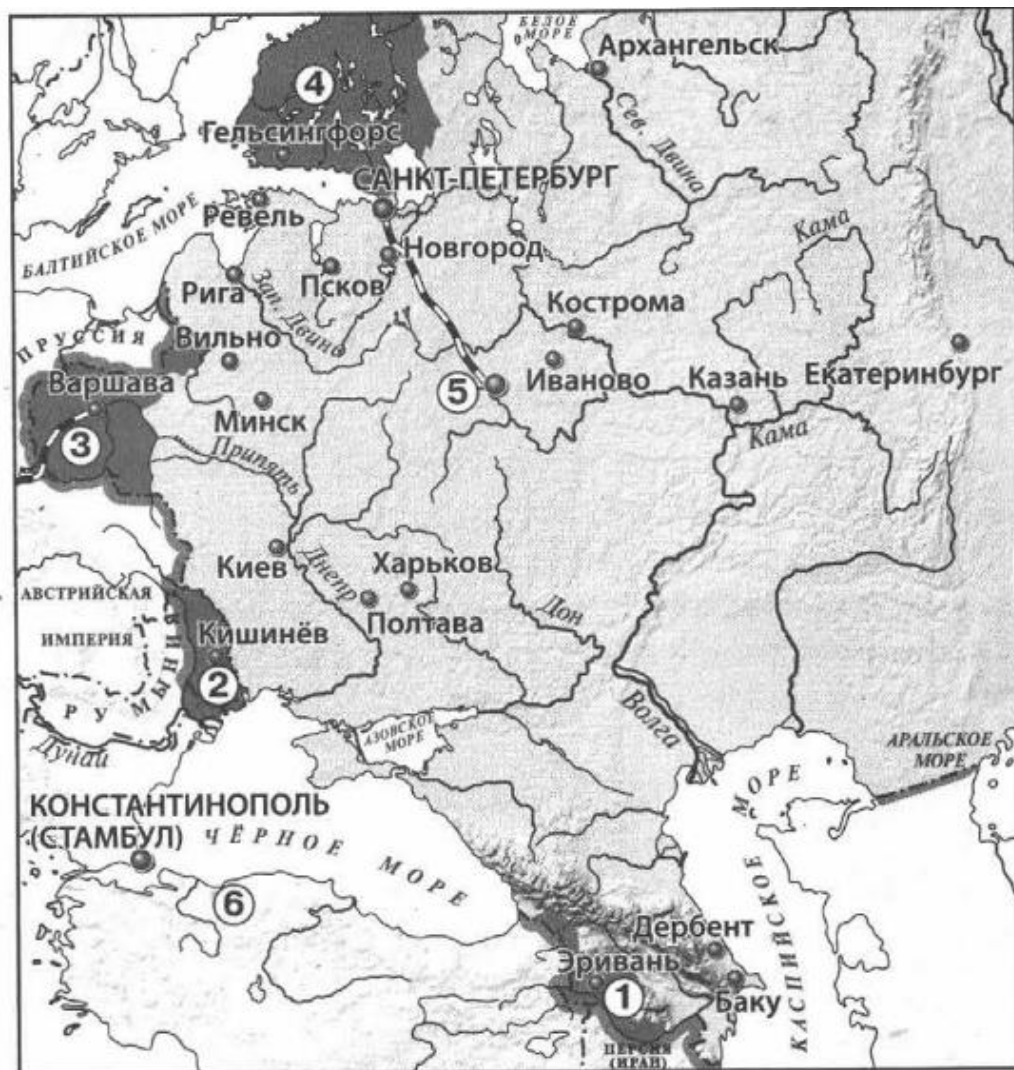 БЕЛОЕ
МОРЕ
Архангельск
4
Сев. Двина
Гельсингфорс
САНКТ-ПЕТЕРБУРГ
Ревель
БАЛТИЙСКОЕ МОРЕ
Новгород
Кама
Рига
Псков
Зап. Двина
Кострома
ПРУССИЯ
Вильно
Варшава
5
Иваново
Казань
Екатеринбург
Минск
Кама
3
Припять
Киев
Днепр
Харьков
Полтава
Дон
АВСТРИЙСКАЯ
ИМПЕРИЯ
Кишинёв
2
РУМЫНИЯ
Дунай
АЗОВСКОЕ
МОРЕ
Волга
АРАЛЬСКОЕ
МОРЕ
КОНСТАНТИНОПОЛЬ
(СТАМБУЛ)
ЧЁРНОЕ МОРЕ
КАСПИЙСКОЕ МОРЕ
6
Дербент
Эривань
1
Баку
ПЕРСИЯ
(ИРАН)